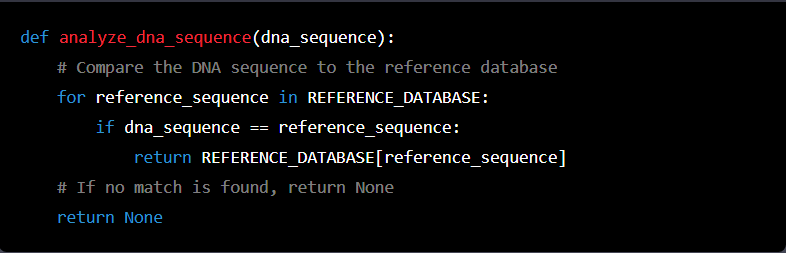 def analyze_dna_sequence(dna_sequence):
    # Compare the DNA sequence to the reference database
    for reference_sequence in REFERENCE_DATABASE:
        if dna_sequence == reference_sequence:
            return REFERENCE_DATABASE[reference_sequence]
    # If no match is found, return None
    return None